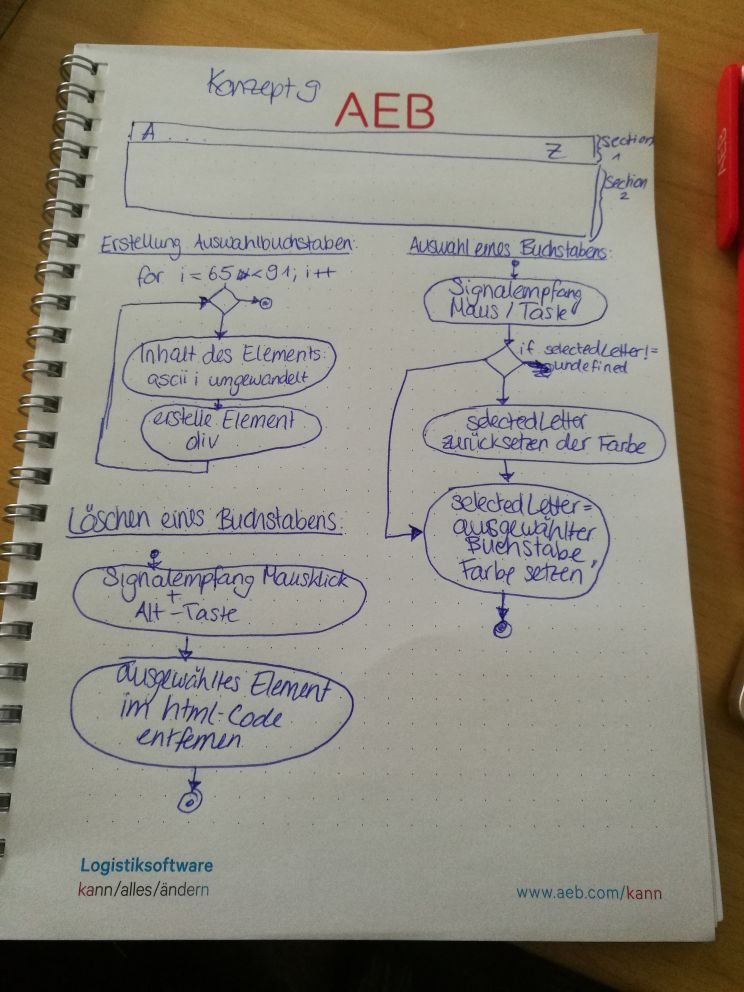 Konzept 9
AEB
A....
Z
section
1
section
2
Erstellung Auswahlbuchstaben:
for i = 65 < 91; i++
Inhalt des Elements:
ascii i umgewandelt
erstelle Element
div
Auswahl eines Buchstabens:
Signalempfang
Maus / Taste
if selectedLetter !=
undefined
selectedLetter
zurücksetzen der Farbe
selectedLetter =
ausgewählter
Buchstabe,
Farbe setzen
Löschen eines Buchstabens:
Signalempfang Mausklick
+
Alt-Taste
ausgewähltes Element
im html-Code
entfernen
Logistiksoftware
kann/alles/ändern
www.aeb.com/kann